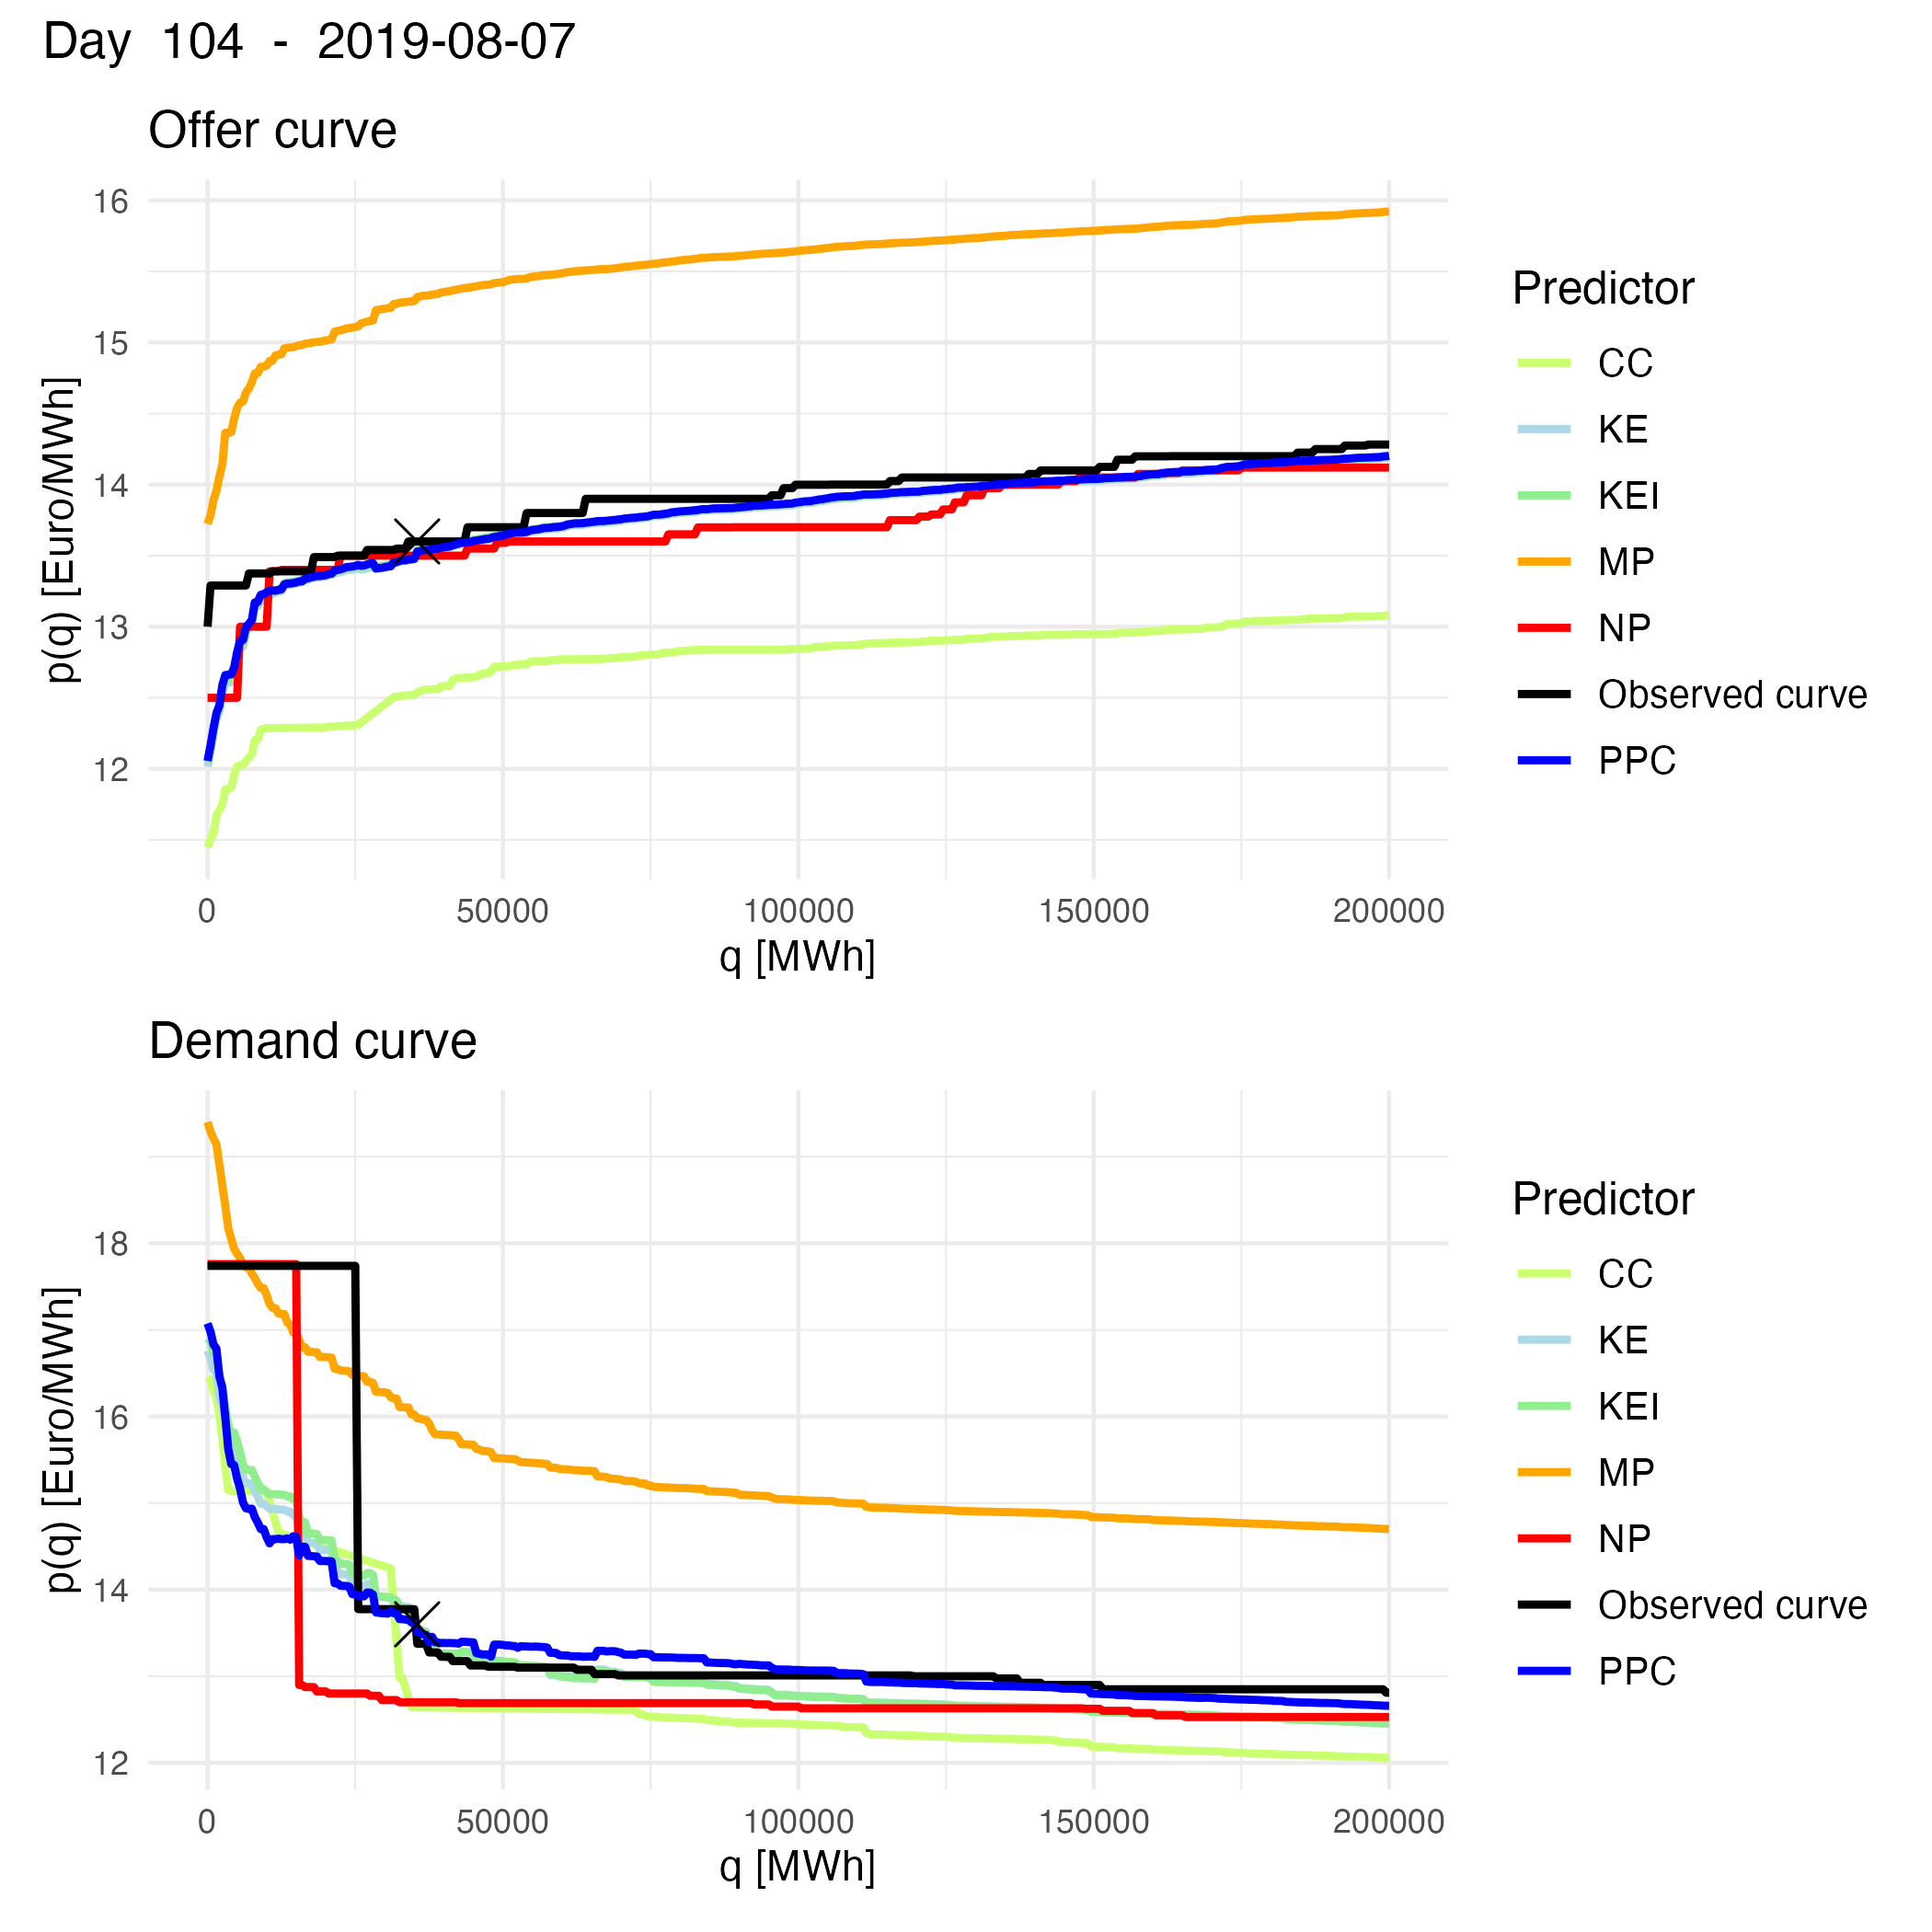 Day 104 - 2019-08-07
Offer curve
16
15
14
13
12
p(q) [Euro/MWh]
0 50000 100000 150000 200000
q [MWh]
Predictor
CC
KE
KEI
MP
NP
Observed curve
PPC
Demand curve
18
16
14
12
p(q) [Euro/MWh]
0 50000 100000 150000 200000
q [MWh]
Predictor
CC
KE
KEI
MP
NP
Observed curve
PPC